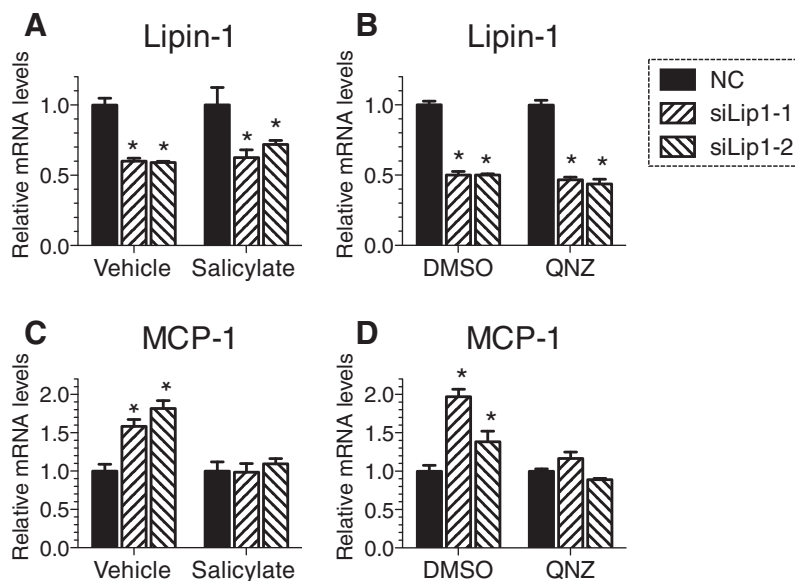 A
Lipin-1
Relative mRNA levels
1.0
0.5
0.0
*
*
*
*
Vehicle
Salicylate
B
Lipin-1
Relative mRNA levels
1.0
0.5
0.0
*
*
*
*
DMSO
QNZ
NC
siLip1-1
siLip1-2
C
MCP-1
Relative mRNA levels
2.0
1.5
1.0
0.5
0.0
*
*
Vehicle
Salicylate
D
MCP-1
Relative mRNA levels
2.0
1.5
1.0
0.5
0.0
*
*
DMSO
QNZ